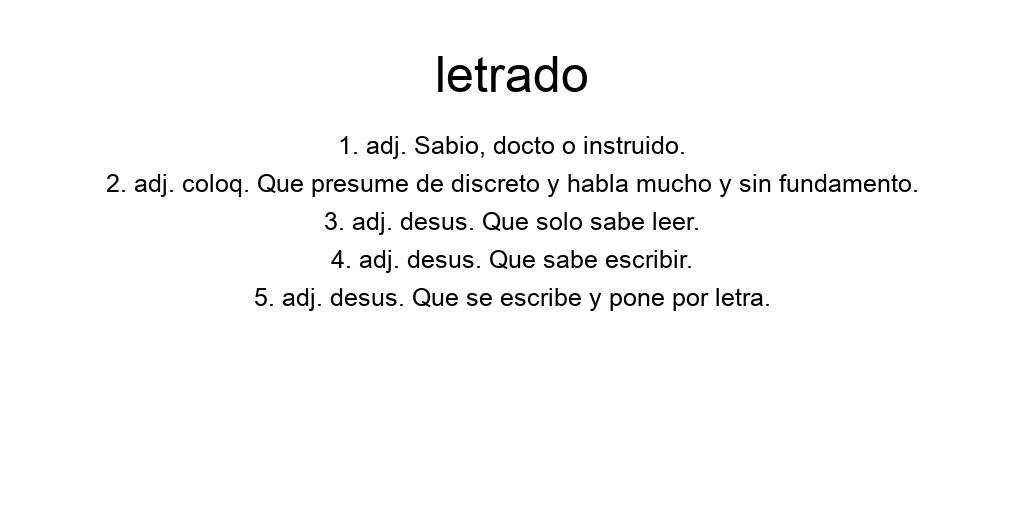 letrado
1. adj. Sabio, docto o instruido.
2. adj. coloq. Que presume de discreto y habla mucho y sin fundamento.
3. adj. desus. Que solo sabe leer.
4. adj. desus. Que sabe escribir.
5. adj. desus. Que se escribe y pone por letra.